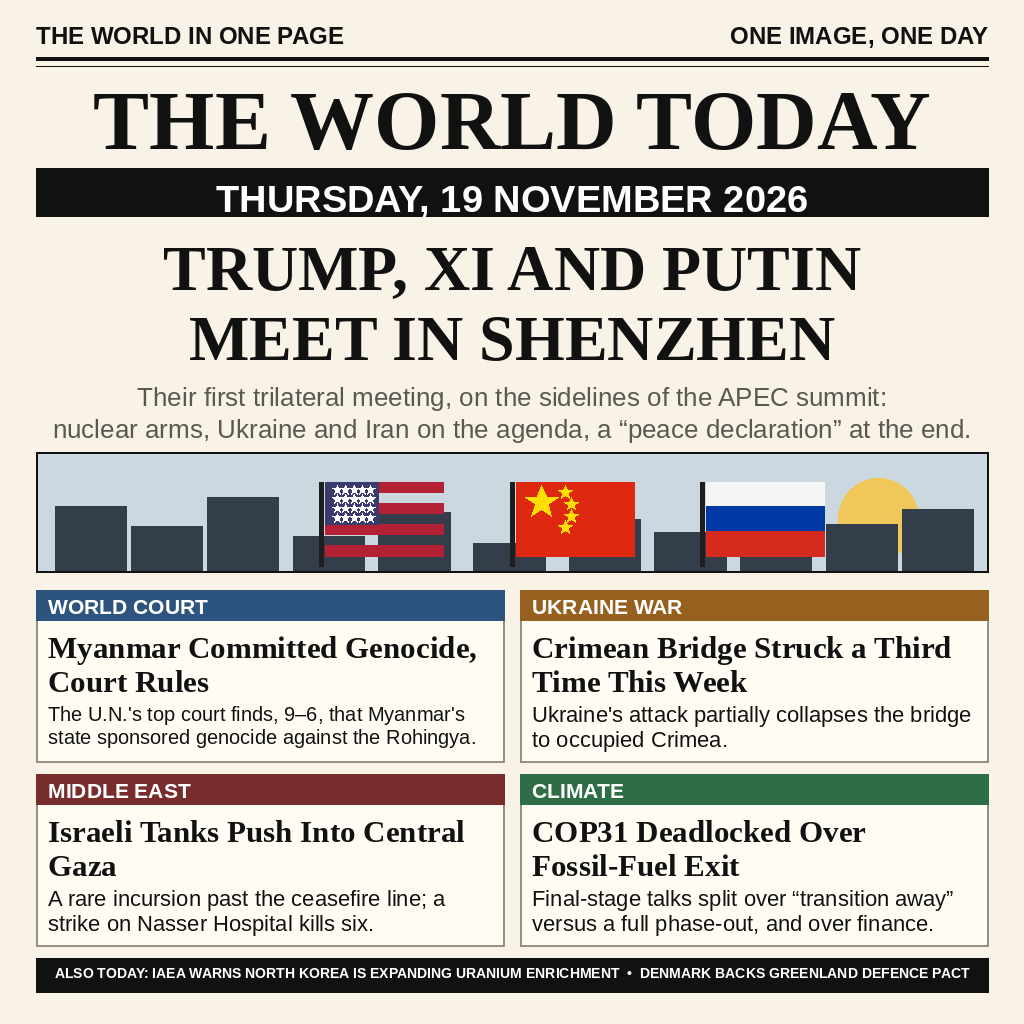 THE WORLD IN ONE PAGE
ONE IMAGE, ONE DAY
THE WORLD TODAY
THURSDAY, 19 NOVEMBER 2026
TRUMP, XI AND PUTIN
MEET IN SHENZHEN
Their first trilateral meeting, on the sidelines of the APEC summit:
nuclear arms, Ukraine and Iran on the agenda, a “peace declaration” at the end.
WORLD COURT
Myanmar Committed Genocide,
Court Rules
The U.N.'s top court finds, 9–6, that Myanmar's
state sponsored genocide against the Rohingya.
UKRAINE WAR
Crimean Bridge Struck a Third
Time This Week
Ukraine's attack partially collapses the bridge
to occupied Crimea.
MIDDLE EAST
Israeli Tanks Push Into Central
Gaza
A rare incursion past the ceasefire line; a
strike on Nasser Hospital kills six.
CLIMATE
COP31 Deadlocked Over
Fossil-Fuel Exit
Final-stage talks split over “transition away”
versus a full phase-out, and over finance.
ALSO TODAY: IAEA WARNS NORTH KOREA IS EXPANDING URANIUM ENRICHMENT • DENMARK BACKS GREENLAND DEFENCE PACT